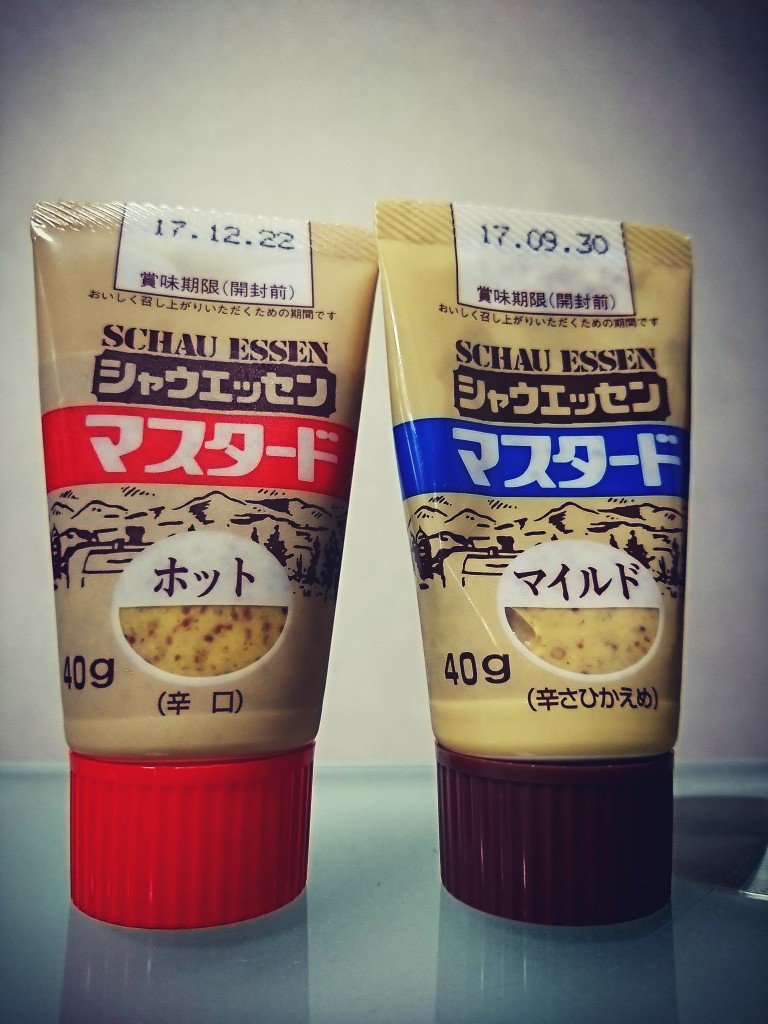 17.12.22
賞味期限(開封前)
おいしく召し上がりいただくための期間です
SCHAU ESSEN
シャウエッセン
マスタード
ホット
40g
(辛口)
17.09.30
賞味期限(開封前)
おいしく召し上がりいただくための期間です
SCHAU ESSEN
シャウエッセン
マスタード
マイルド
40g
(辛さひかえめ)